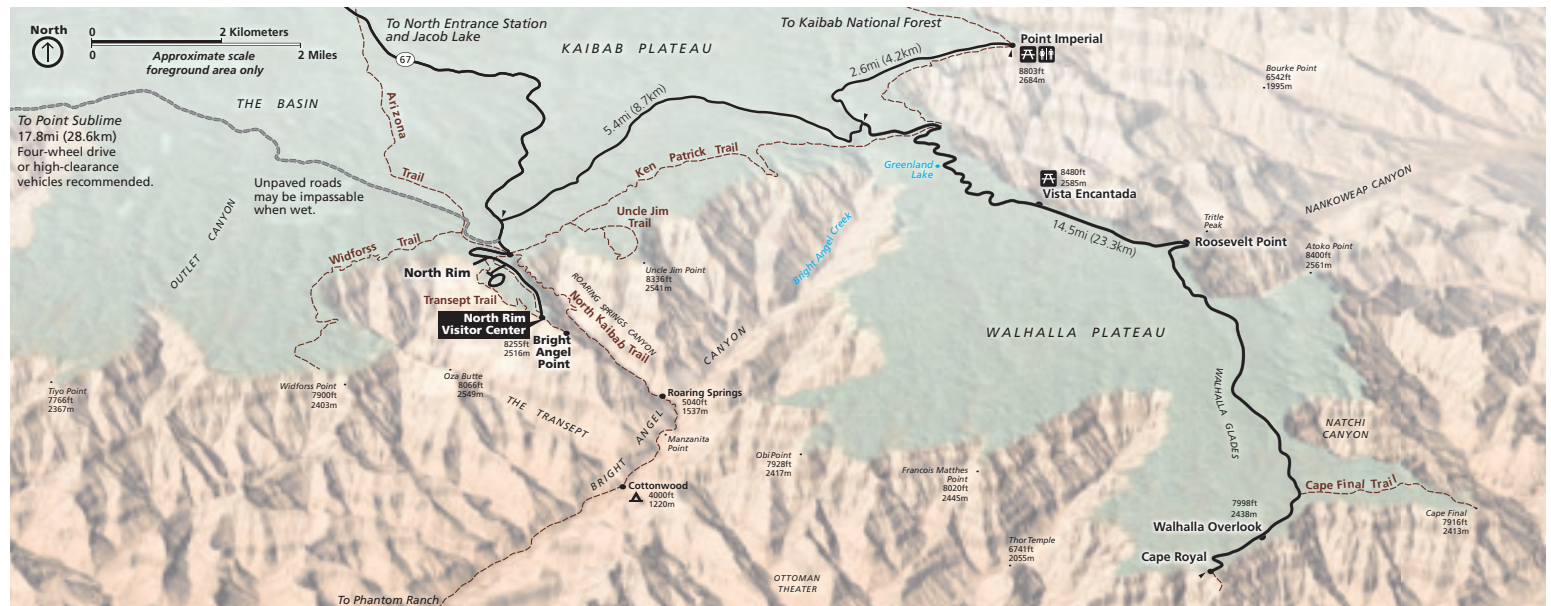 North
0
2 Kilometers
0
2 Miles
Approximate scale
foreground area only
To North Entrance Station
and Jacob Lake
67
KAIBAB PLATEAU
To Kaibab National Forest
Point Imperial
8803ft
2684m
2.6mi (4.2km)
Bourke Point
6542ft
1995m
THE BASIN
To Point Sublime
17.8mi (28.6km)
Four-wheel drive
or high-clearance
vehicles recommended.
Arizona
Trail
5.4mi (8.7km)
Ken Patrick Trail
Greenland
Lake
8480ft
2585m
Vista Encantada
NANKOWEAP CANYON
Unpaved roads
may be impassable
when wet.
OUTLET CANYON
Widforss Trail
Uncle Jim
Trail
Bright Angel Creek
14.5mi (23.3km)
Tritle
Peak
Roosevelt Point
Atoko Point
8400ft
2561m
North Rim
Uncle Jim Point
8336ft
2541m
ROARING SPRINGS CANYON
Transept Trail
North Kaibab Trail
North Rim
Visitor Center
8255ft
2516m
Bright
Angel
Point
CANYON
WALHALLA PLATEAU
Tiyo Point
7766ft
2367m
Widforss Point
7900ft
2403m
Oza Butte
8066ft
2549m
THE TRANSEPT
Roaring Springs
5040ft
1537m
ANGEL
BRIGHT
Manzanita
Point
WALHALLA GLADES
NATCHI
CANYON
Obi Point
7928ft
2417m
Francois Matthes
Point
8020ft
2445m
Cottonwood
4000ft
1220m
Cape Final Trail
Cape Final
7916ft
2413m
7998ft
2438m
Walhalla Overlook
Thor Temple
6741ft
2055m
Cape Royal
OTTOMAN
THEATER
To Phantom Ranch